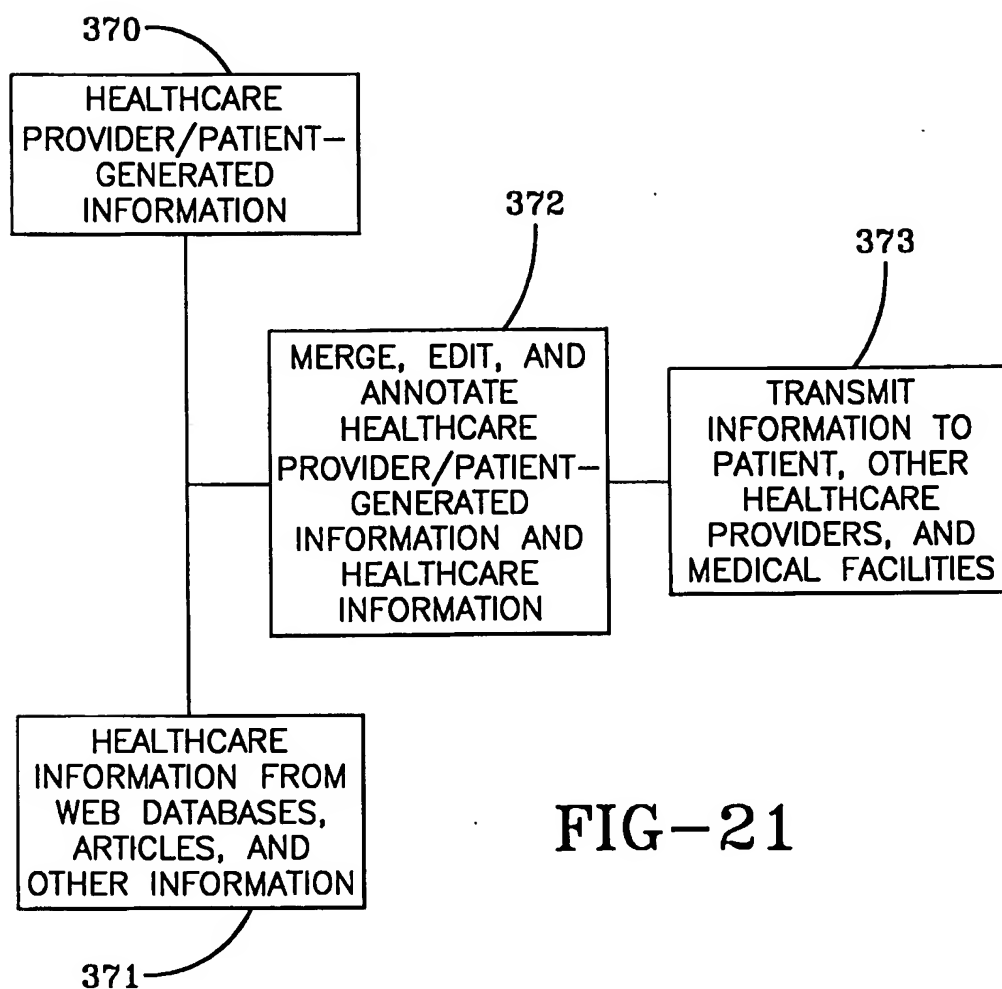 370
HEALTHCARE
PROVIDER/PATIENT-
GENERATED
INFORMATION
372
373
MERGE, EDIT, AND
ANNOTATE
HEALTHCARE
PROVIDER/PATIENT-
GENERATED
INFORMATION AND
HEALTHCARE
INFORMATION
TRANSMIT
INFORMATION TO
PATIENT, OTHER
HEALTHCARE
PROVIDERS, AND
MEDICAL FACILITIES
HEALTHCARE
INFORMATION FROM
WEB DATABASES,
ARTICLES, AND
OTHER INFORMATION
371
FIG-21